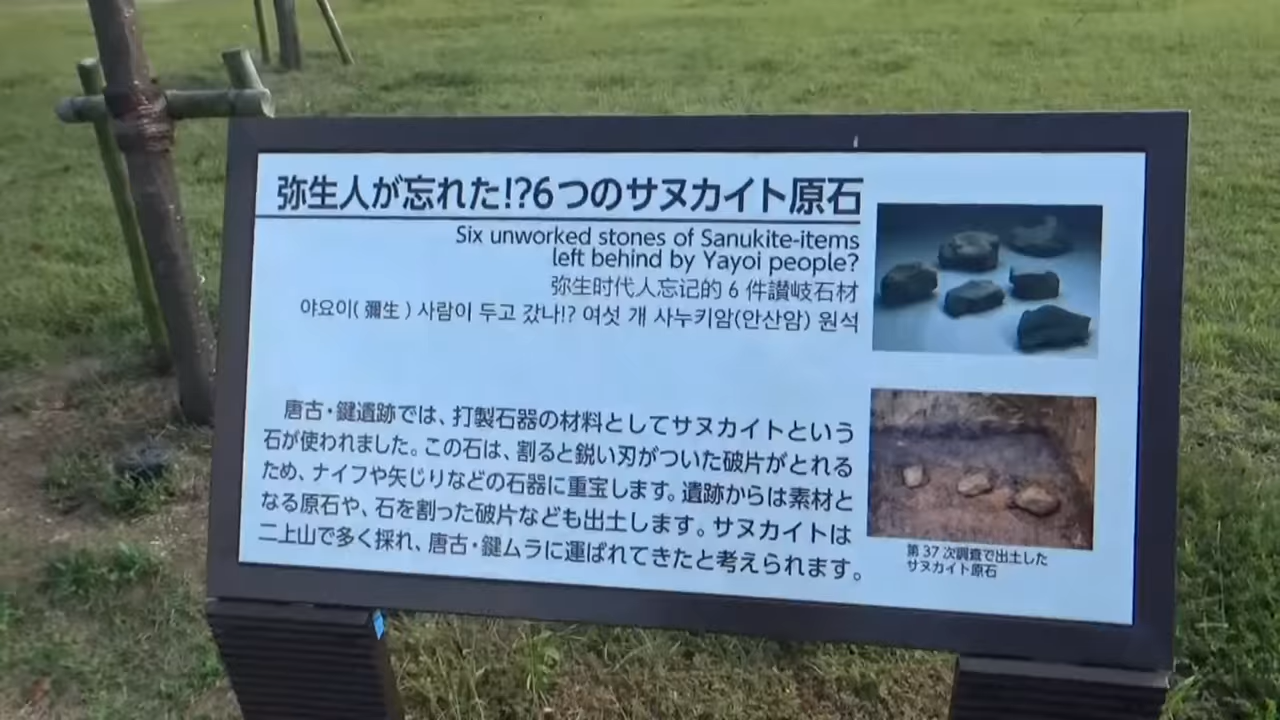 弥生人が忘れた!?6つのサヌカイト原石
Six unworked stones of Sanukite-items
left behind by Yayoi people?
弥生时代人忘记的 6 件讃岐石材
야요이( 彌生 ) 사람이 두고 갔나!? 여섯 개 사누키암(안산암) 원석
唐古・鍵遺跡では、打製石器の材料としてサヌカイトという
石が使われました。この石は、割ると鋭い刃がついた破片がとれる
ため、ナイフや矢じりなどの石器に重宝します。遺跡からは素材と
なる原石や、石を割った破片なども出土します。サヌカイトは
二上山で多く採れ、唐古・鍵ムラに運ばれてきたと考えられます。
第 37 次調査で出土した
サヌカイト原石